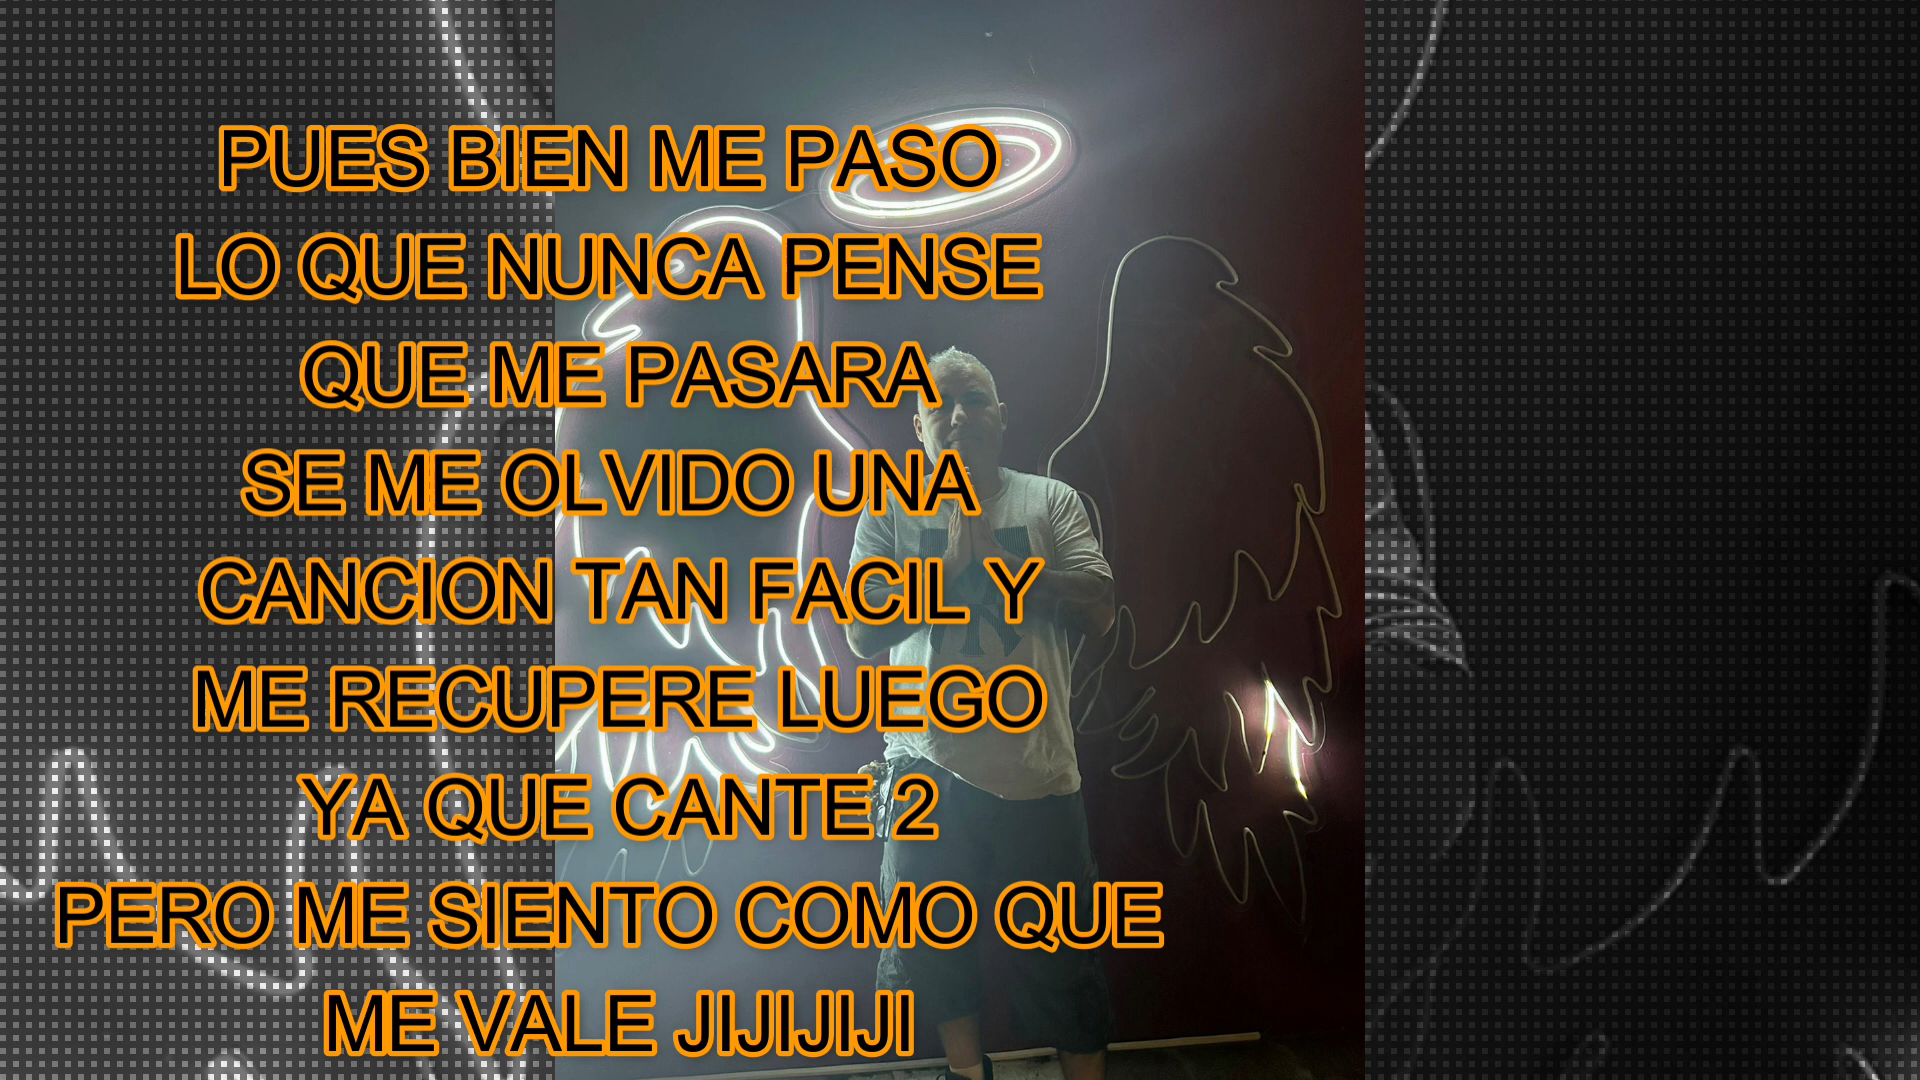 PUES BIEN ME PASO
LO QUE NUNCA PENSE
QUE ME PASARA
SE ME OLVIDO UNA
CANCION TAN FACIL Y
ME RECUPERE LUEGO
YA QUE CANTE 2
PERO ME SIENTO COMO QUE
ME VALE JIJIJIJI